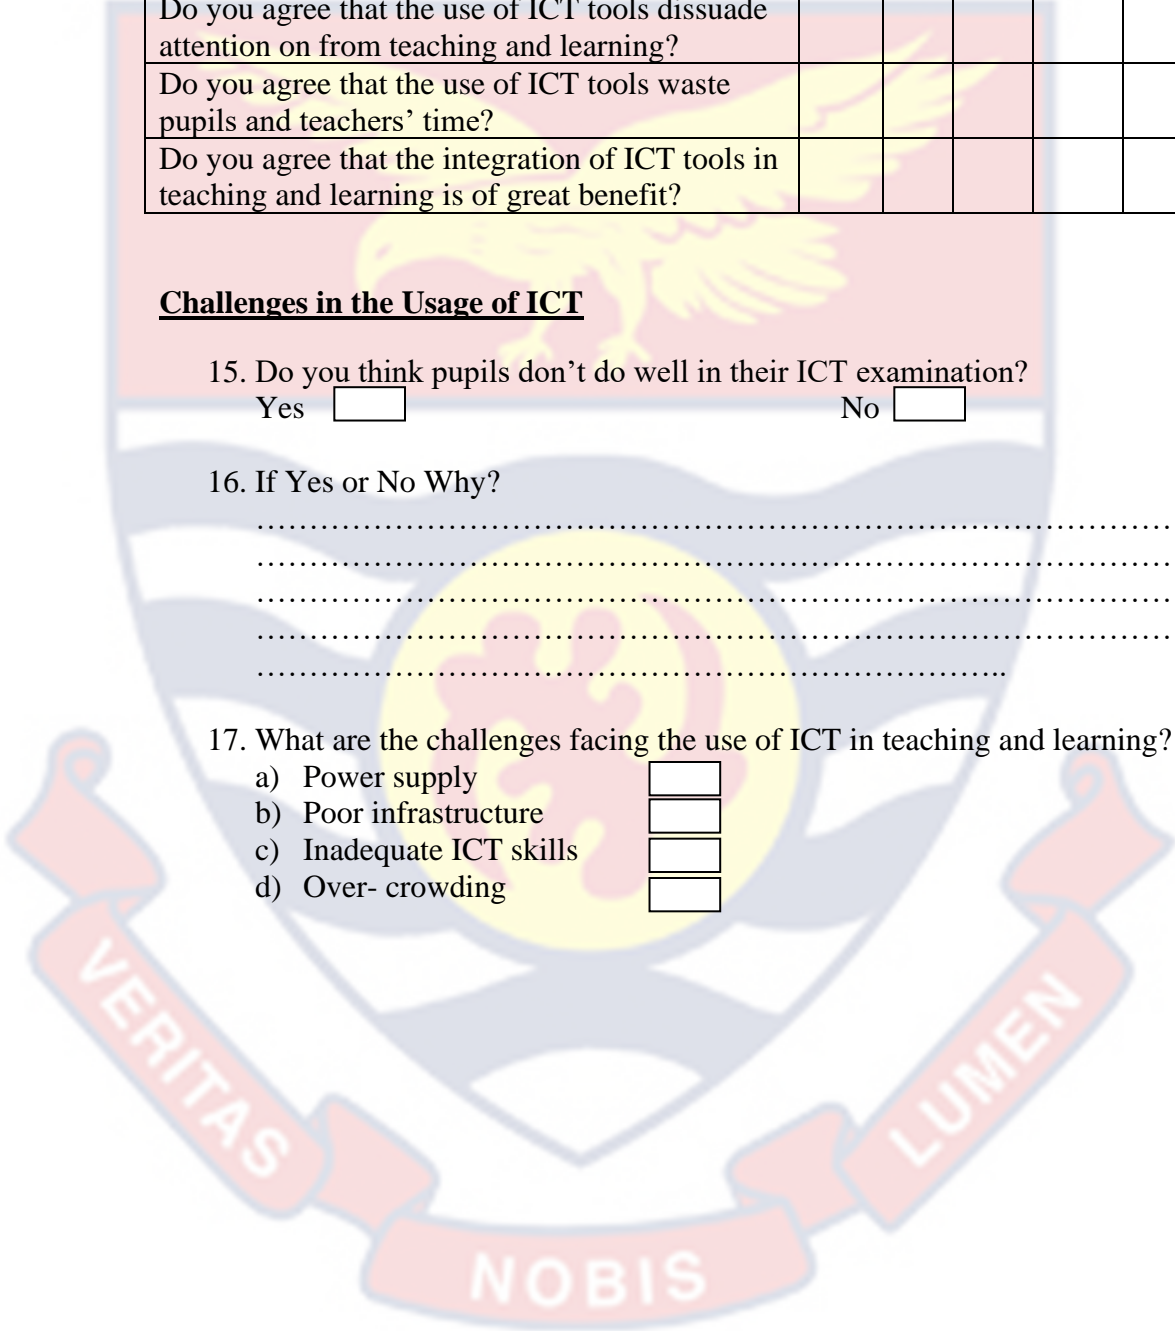 Do you agree that the use of ICT tools dissuade
attention on from teaching and learning?
Do you agree that the use of ICT tools waste
pupils and teachers’ time?
Do you agree that the integration of ICT tools in
teaching and learning is of great benefit?
Challenges in the Usage of ICT
15. Do you think pupils don’t do well in their ICT examination?
Yes No
16. If Yes or No Why?
……………………………………………………………………………
……………………………………………………………………………
……………………………………………………………………………
……………………………………………………………………………
……………………………………………………………..
17. What are the challenges facing the use of ICT in teaching and learning?
a) Power supply
b) Poor infrastructure
c) Inadequate ICT skills
d) Over- crowding
VERITAS
NOBIS
LUMEN